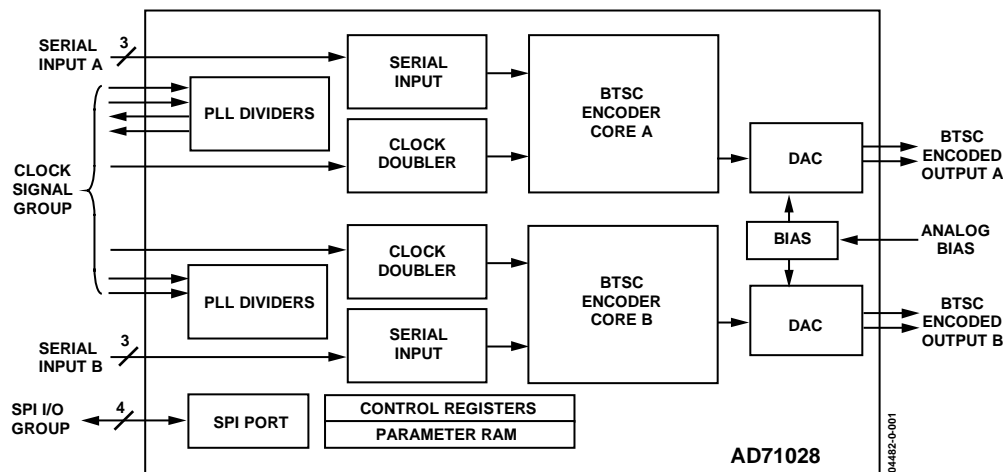 SERIAL
INPUT A
3
SERIAL
INPUT
PLL DIVIDERS
CLOCK
DOUBLER
BTSC
ENCODER
CORE A
DAC
BTSC
ENCODED
OUTPUT A
CLOCK
SIGNAL
GROUP
BIAS
ANALOG
BIAS
CLOCK
DOUBLER
PLL DIVIDERS
BTSC
ENCODER
CORE B
DAC
BTSC
ENCODED
OUTPUT B
SERIAL
INPUT B
3
SERIAL
INPUT
SPI I/O
GROUP
4
SPI PORT
CONTROL REGISTERS
PARAMETER RAM
AD71028
04482-0-001